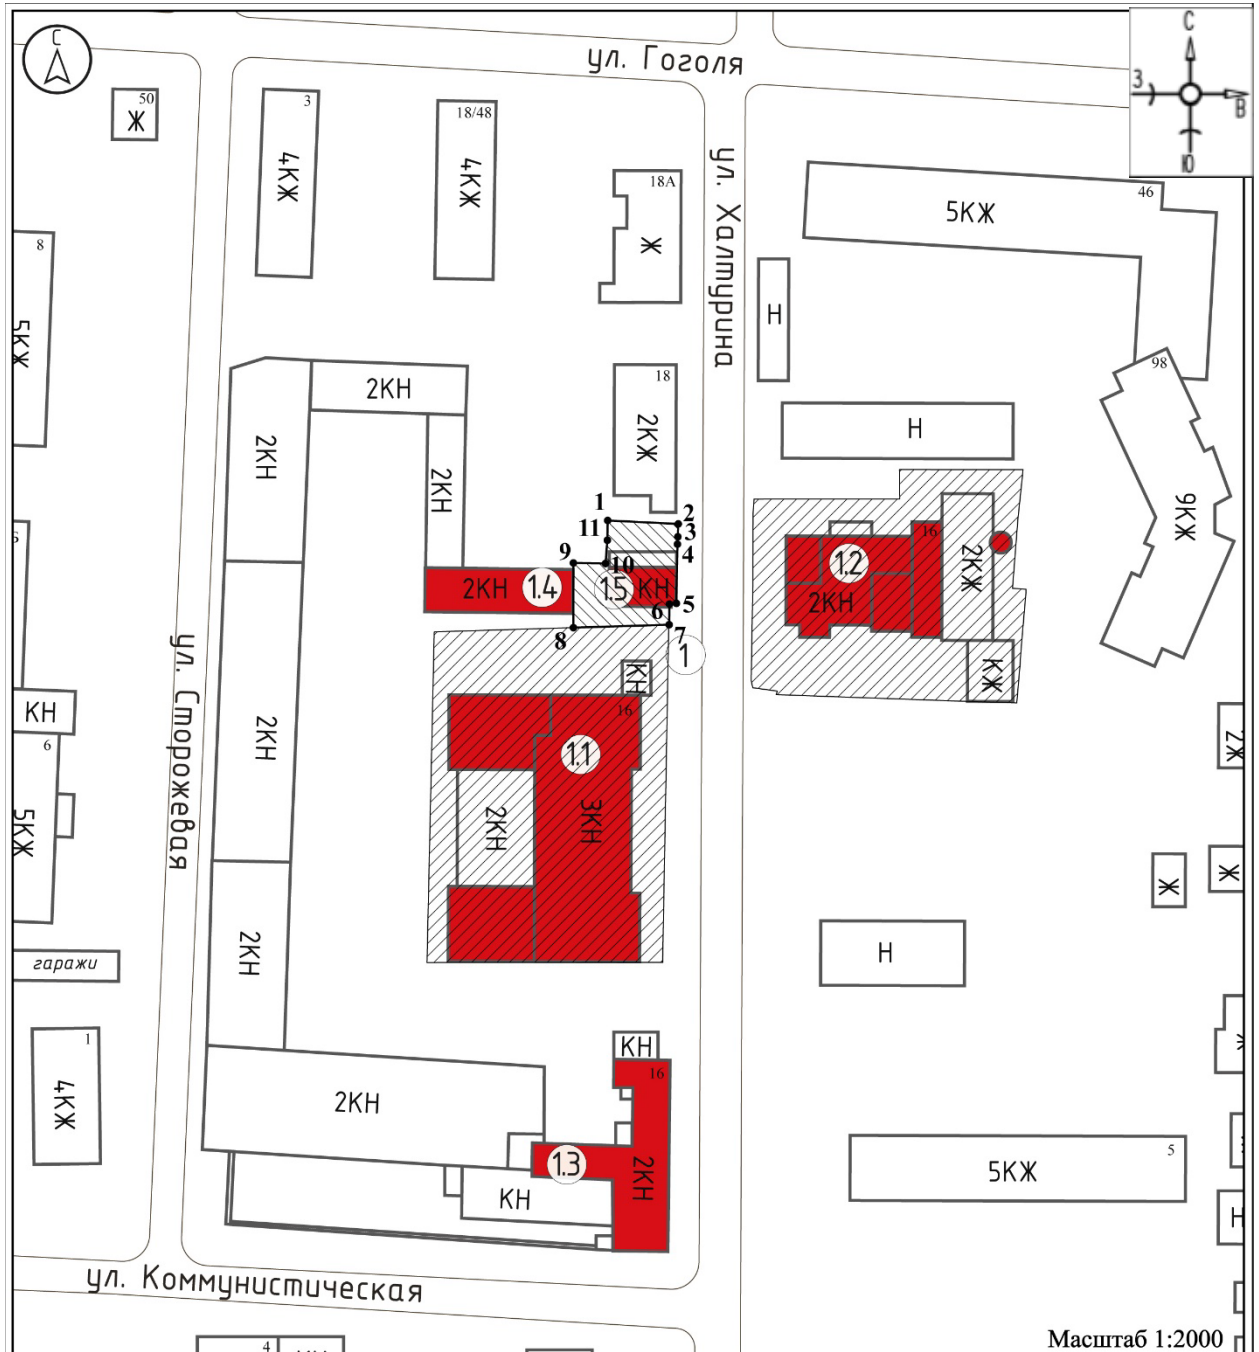 С
ул. Гоголя
С
З
В
Ю
50
Ж
3
4КЖ
18/48
4КЖ
18А
Ж
ул. Халтурина
46
5КЖ
8
5КЖ
Н
98
9КЖ
2КН
2КН
2КН
18
2КЖ
Н
1
2
11
3
4
9
10
1.4
2КН
1.5
КН
6
5
8
7
1
16
1.2
2КН
2КЖ
КЖ
КН
ул. Сторожевая
КН
6
5КЖ
2КН
16
1.1
2КН
3КН
2Ж
Ж
Ж
2КН
гаражи
Н
1
4КЖ
КН
16
2КН
1.3
2КН
КН
5
5КЖ
Н
ул. Коммунистическая
4
Масштаб 1:2000